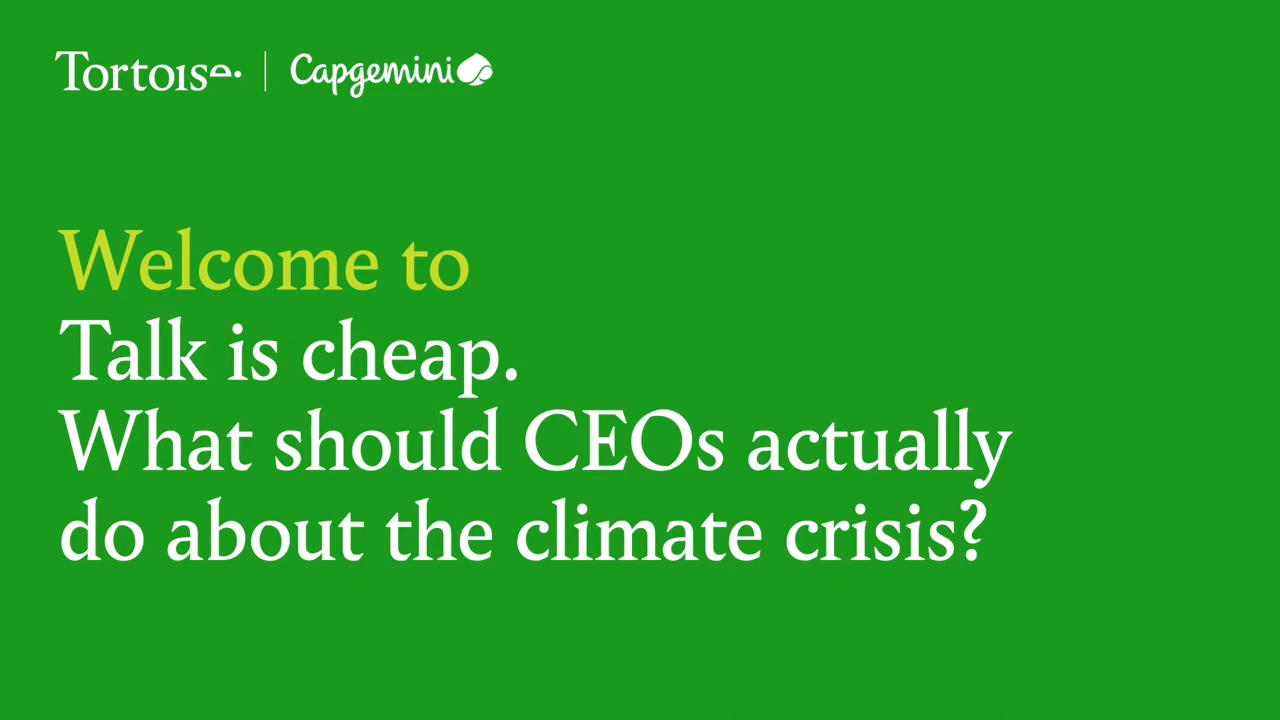 Tortoise. | Capgemini
Welcome to
Talk is cheap.
What should CEOs actually
do about the climate crisis?